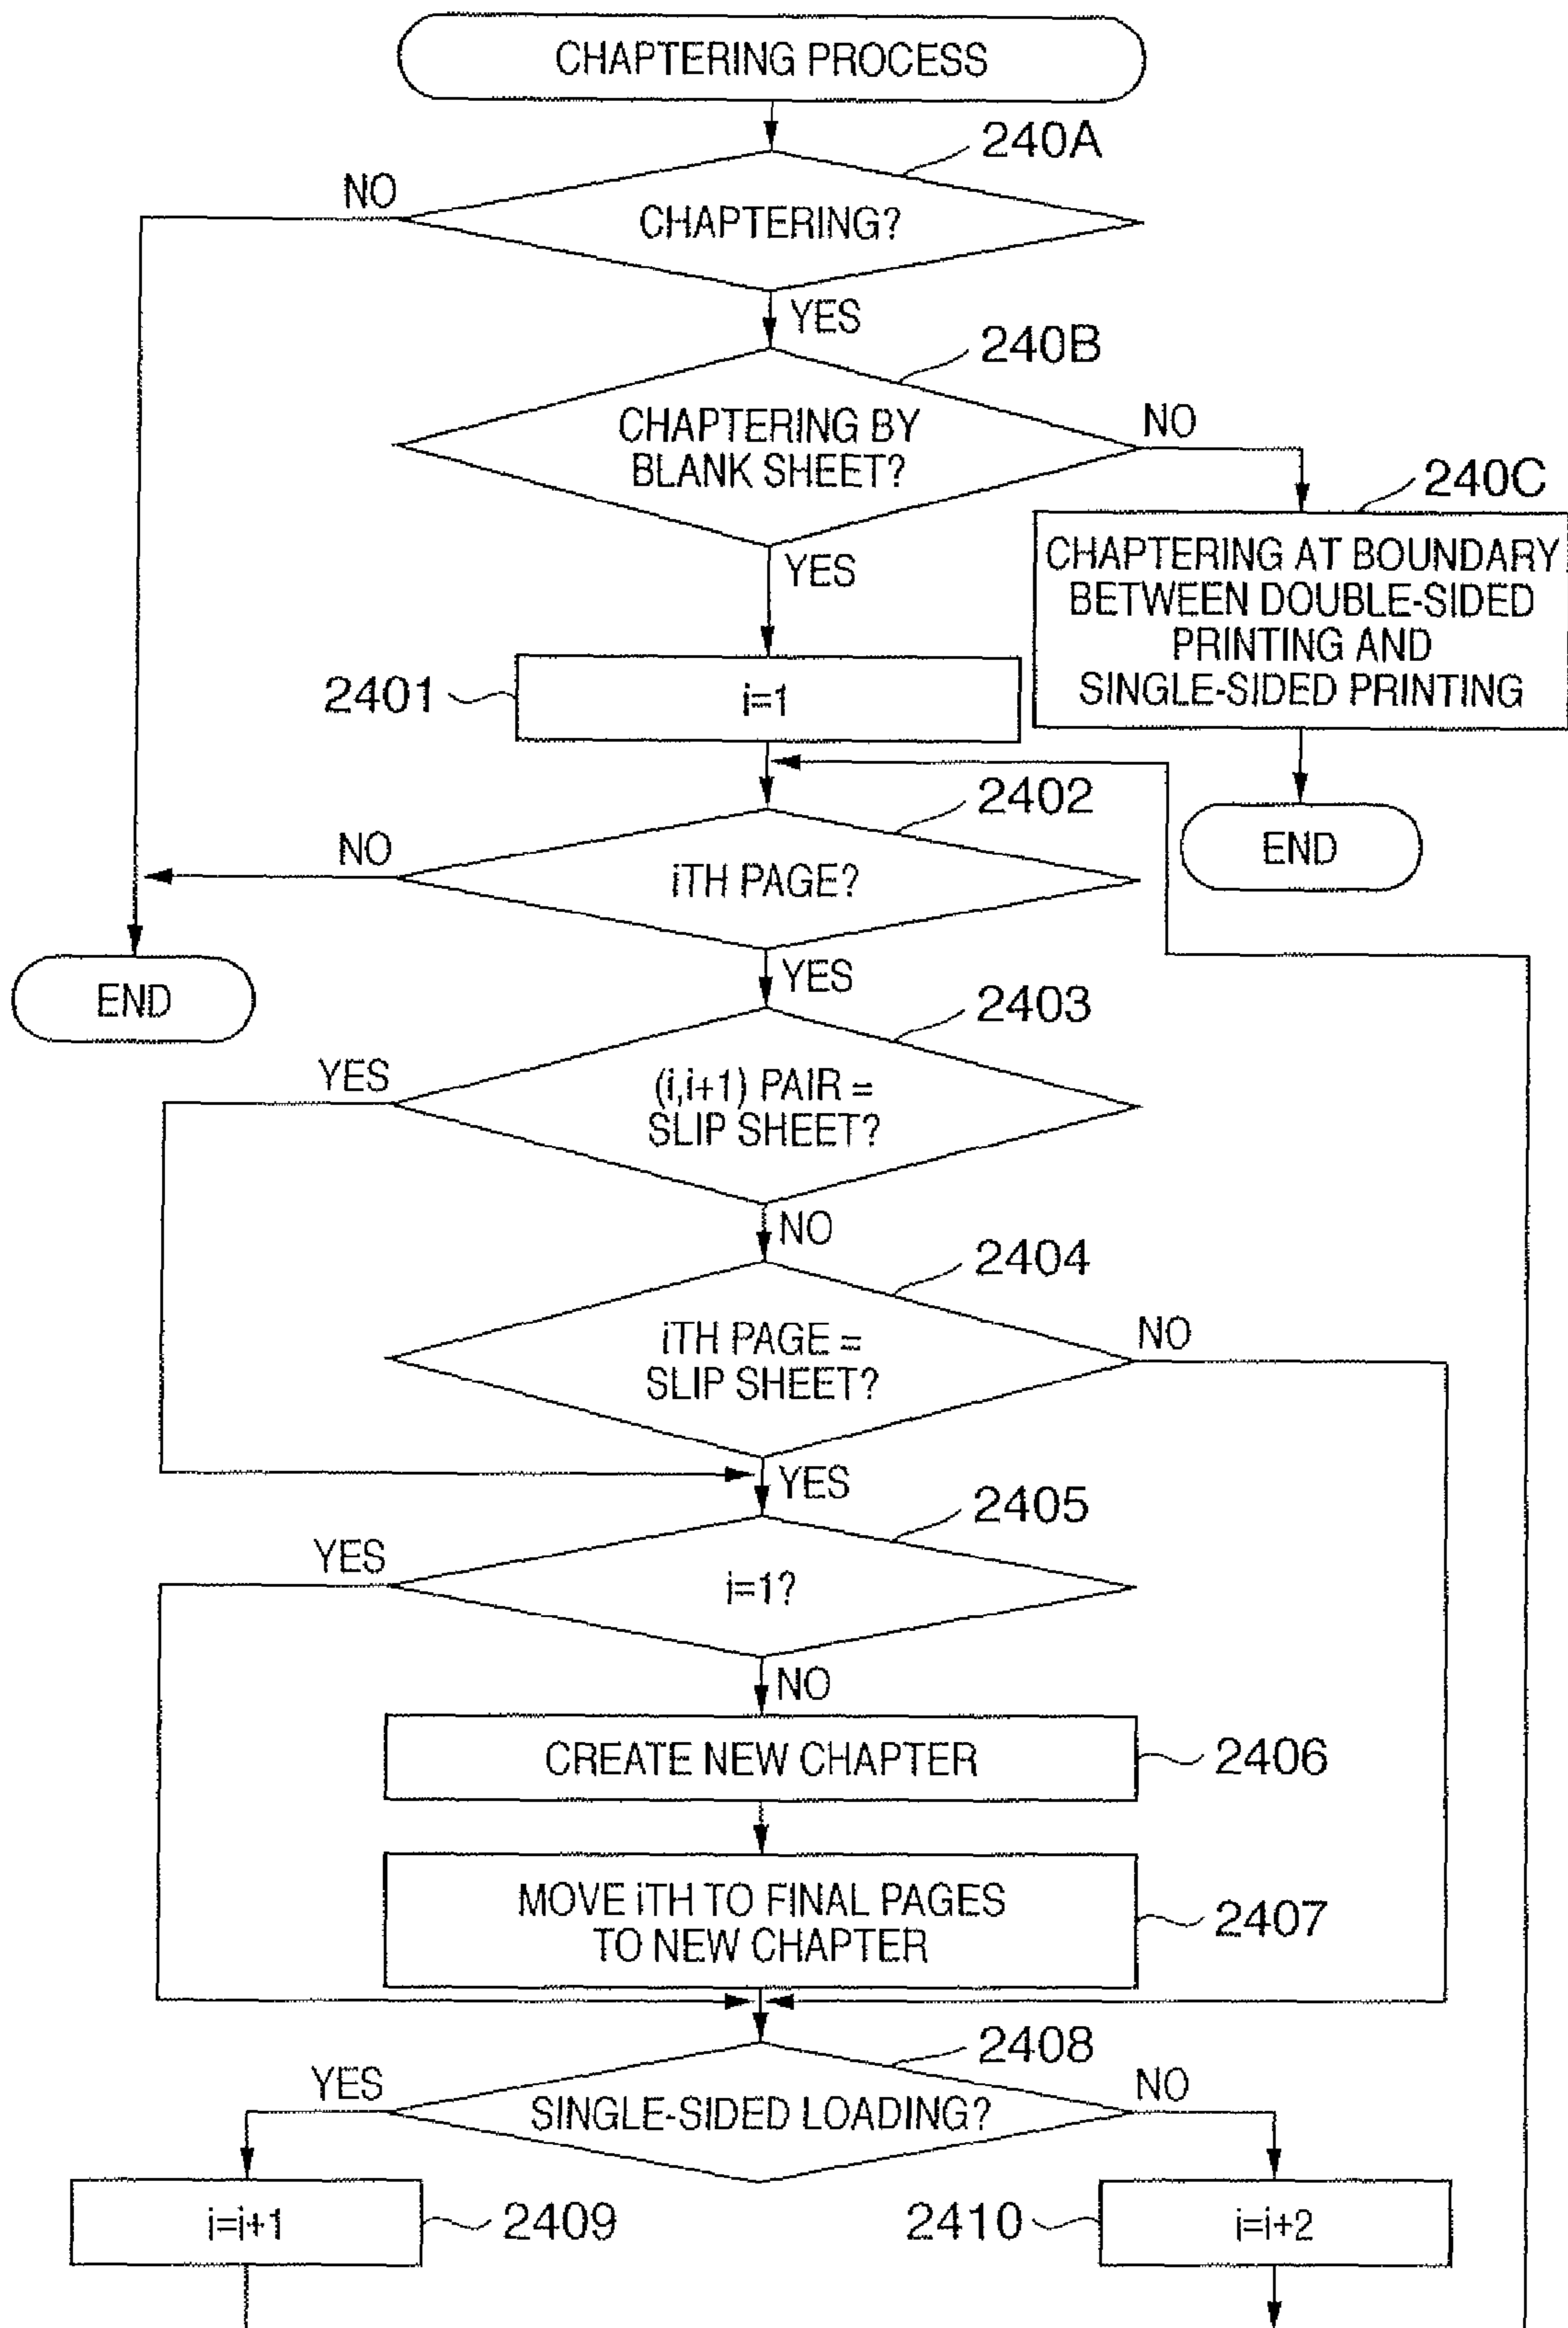 CHAPTERING PROCESS
240A
NO
CHAPTERING?
YES
240B
CHAPTERING BY
BLANK SHEET?
NO
240C
YES
CHAPTERING AT BOUNDARY
BETWEEN DOUBLE-SIDED
PRINTING AND
SINGLE-SIDED PRINTING
2401
i=1
2402
NO
iTH PAGE?
END
YES
END
2403
YES
(i,i+1) PAIR =
SLIP SHEET?
NO
2404
iTH PAGE =
SLIP SHEET?
NO
YES
2405
YES
i=1?
NO
CREATE NEW CHAPTER
2406
MOVE iTH TO FINAL PAGES
TO NEW CHAPTER
2407
2408
YES
SINGLE-SIDED LOADING?
NO
i=i+1
2409
2410
i=i+2